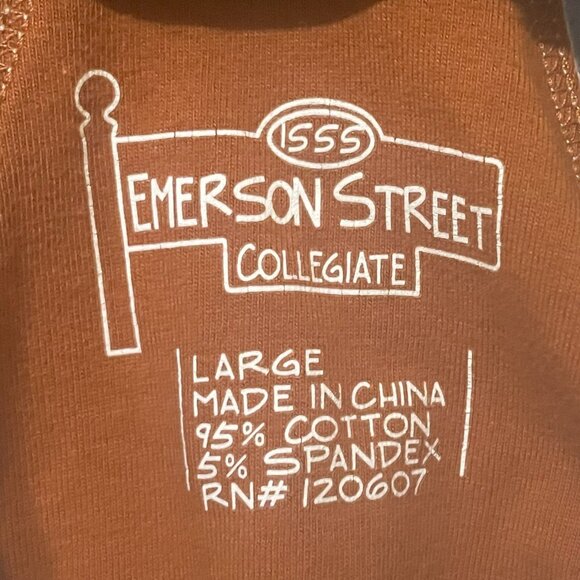 1555
EMERSON STREET
COLLEGIATE
LARGE
MADE IN CHINA
95% COTTON
5% SPANDEX
RN# 120607